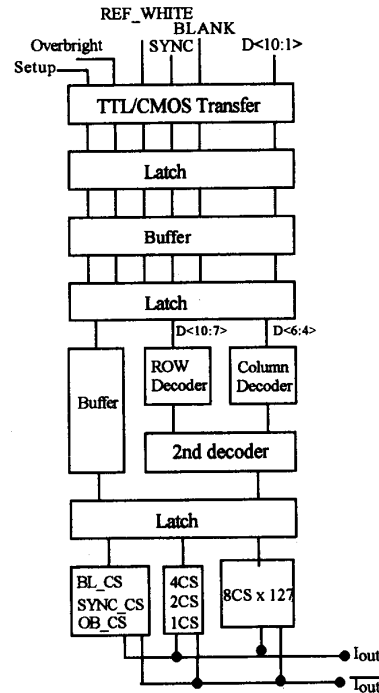 REF_WHITE
BLANK
Overbright SYNC D<10:1>
Setup
TTL/CMOS Transfer
Latch
Buffer
Latch
D<10:7> D<6:4>
Buffer
ROW
Decoder
Column
Decoder
2nd decoder
Latch
BL_CS
SYNC_CS
OB_CS
4CS
2CS
1CS
8CS x 127
Iout
Iout